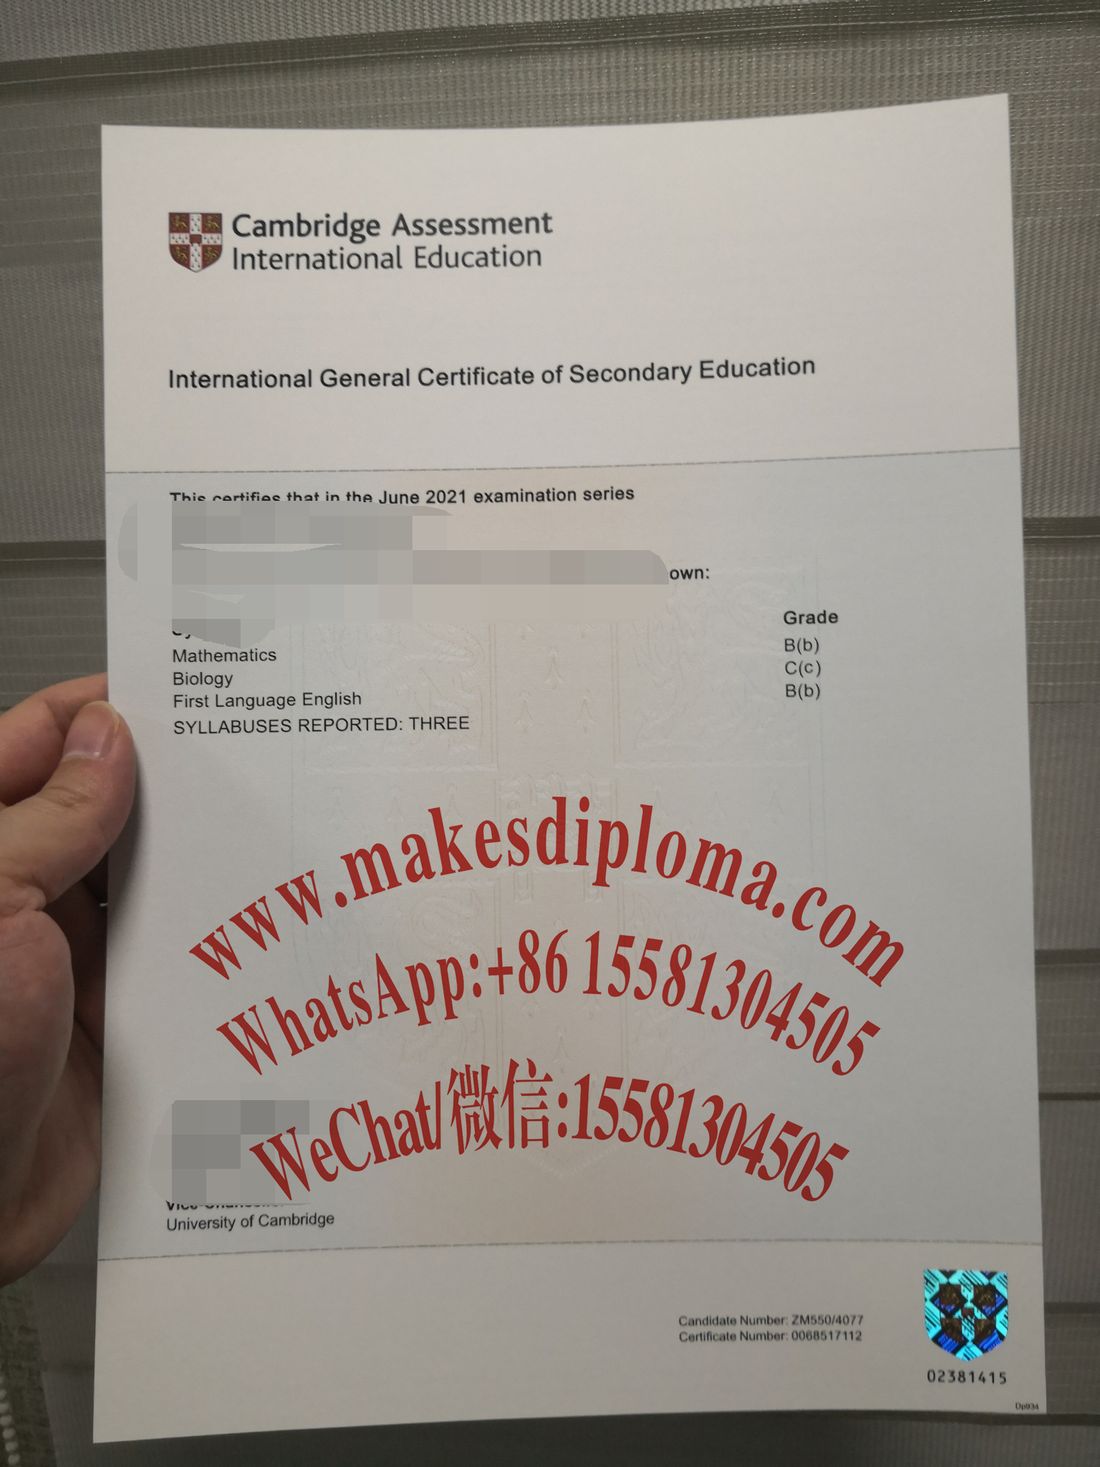 Cambridge Assessment
International Education
International General Certificate of Secondary Education
This certifies that in the June 2021 examination series
own:
Grade
Mathematics B(b)
Biology C(c)
First Language English B(b)
SYLLABUSES REPORTED: THREE
www.makesdiploma.com
WhatsApp:+86 15581304505
WeChat/微信:15581304505
University of Cambridge
Candidate Number: ZM550/4077
Certificate Number: 0068517112
02381415
Dp934